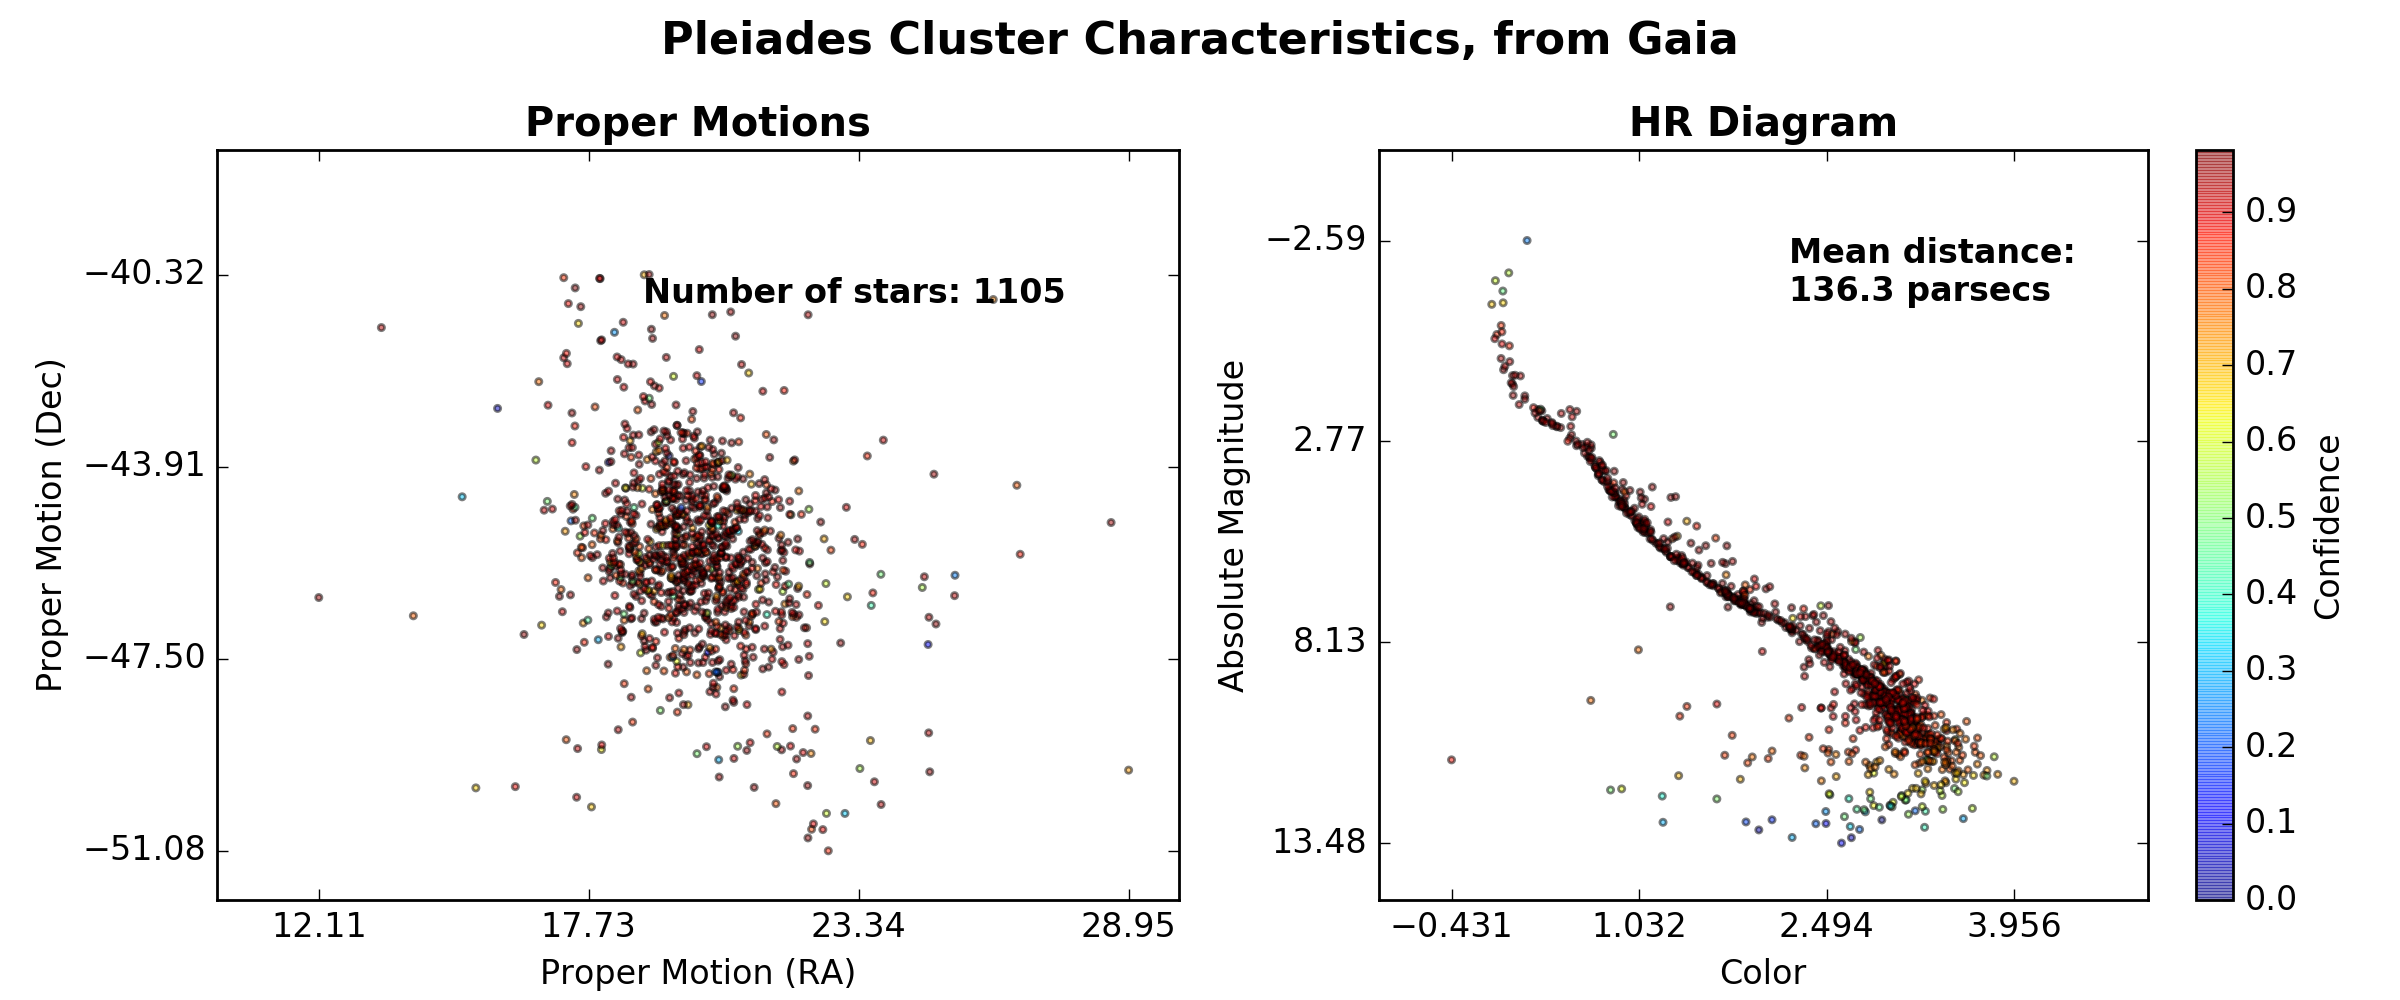 Pleiades Cluster Characteristics, from Gaia
Proper Motions
Number of stars: 1105
−40.32
−43.91
−47.50
−51.08
Proper Motion (Dec)
12.11 17.73 23.34 28.95
Proper Motion (RA)
HR Diagram
Mean distance:
136.3 parsecs
−2.59
2.77
8.13
13.48
Absolute Magnitude
−0.431 1.032 2.494 3.956
Color
0.9
0.8
0.7
0.6
0.5
0.4
0.3
0.2
0.1
0.0
Confidence